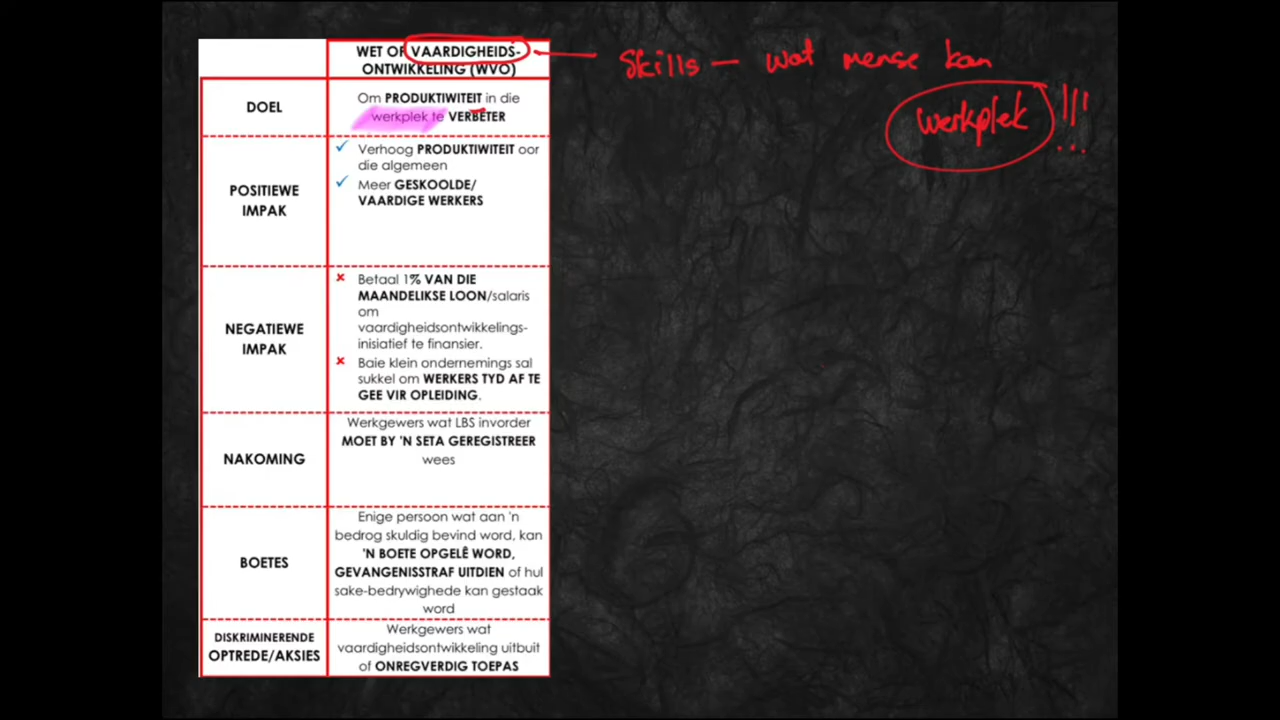 WET OP VAARDIGHEIDS-
ONTWIKKELING (WVO)
Skills — wat mense kan
werkplek !!!
DOEL
Om PRODUKTIWITEIT in die
werkplek te VERBETER
POSITIEWE
IMPAK
✓ Verhoog PRODUKTIWITEIT oor
die algemeen
✓ Meer GESKOOLDE/
VAARDIGE WERKERS
NEGATIEWE
IMPAK
✗ Betaal 1% VAN DIE
MAANDELIKSE LOON/salaris
om
vaardigheidsontwikkelings-
inisiatief te finansier.
✗ Baie klein ondernemings sal
sukkel om WERKERS TYD AF TE
GEE VIR OPLEIDING.
NAKOMING
Werkgewers wat LBS invorder
MOET BY 'N SETA GEREGISTREER
wees
BOETES
Enige persoon wat aan 'n
bedrog skuldig bevind word, kan
'N BOETE OPGELÊ WORD,
GEVANGENISSTRAF UITDIEN of hul
sake-bedrywighede kan gestaak
word
DISKRIMINERENDE
OPTREDE/AKSIES
Werkgewers wat
vaardigheidsontwikkeling uitbuit
of ONREGVERDIG TOEPAS